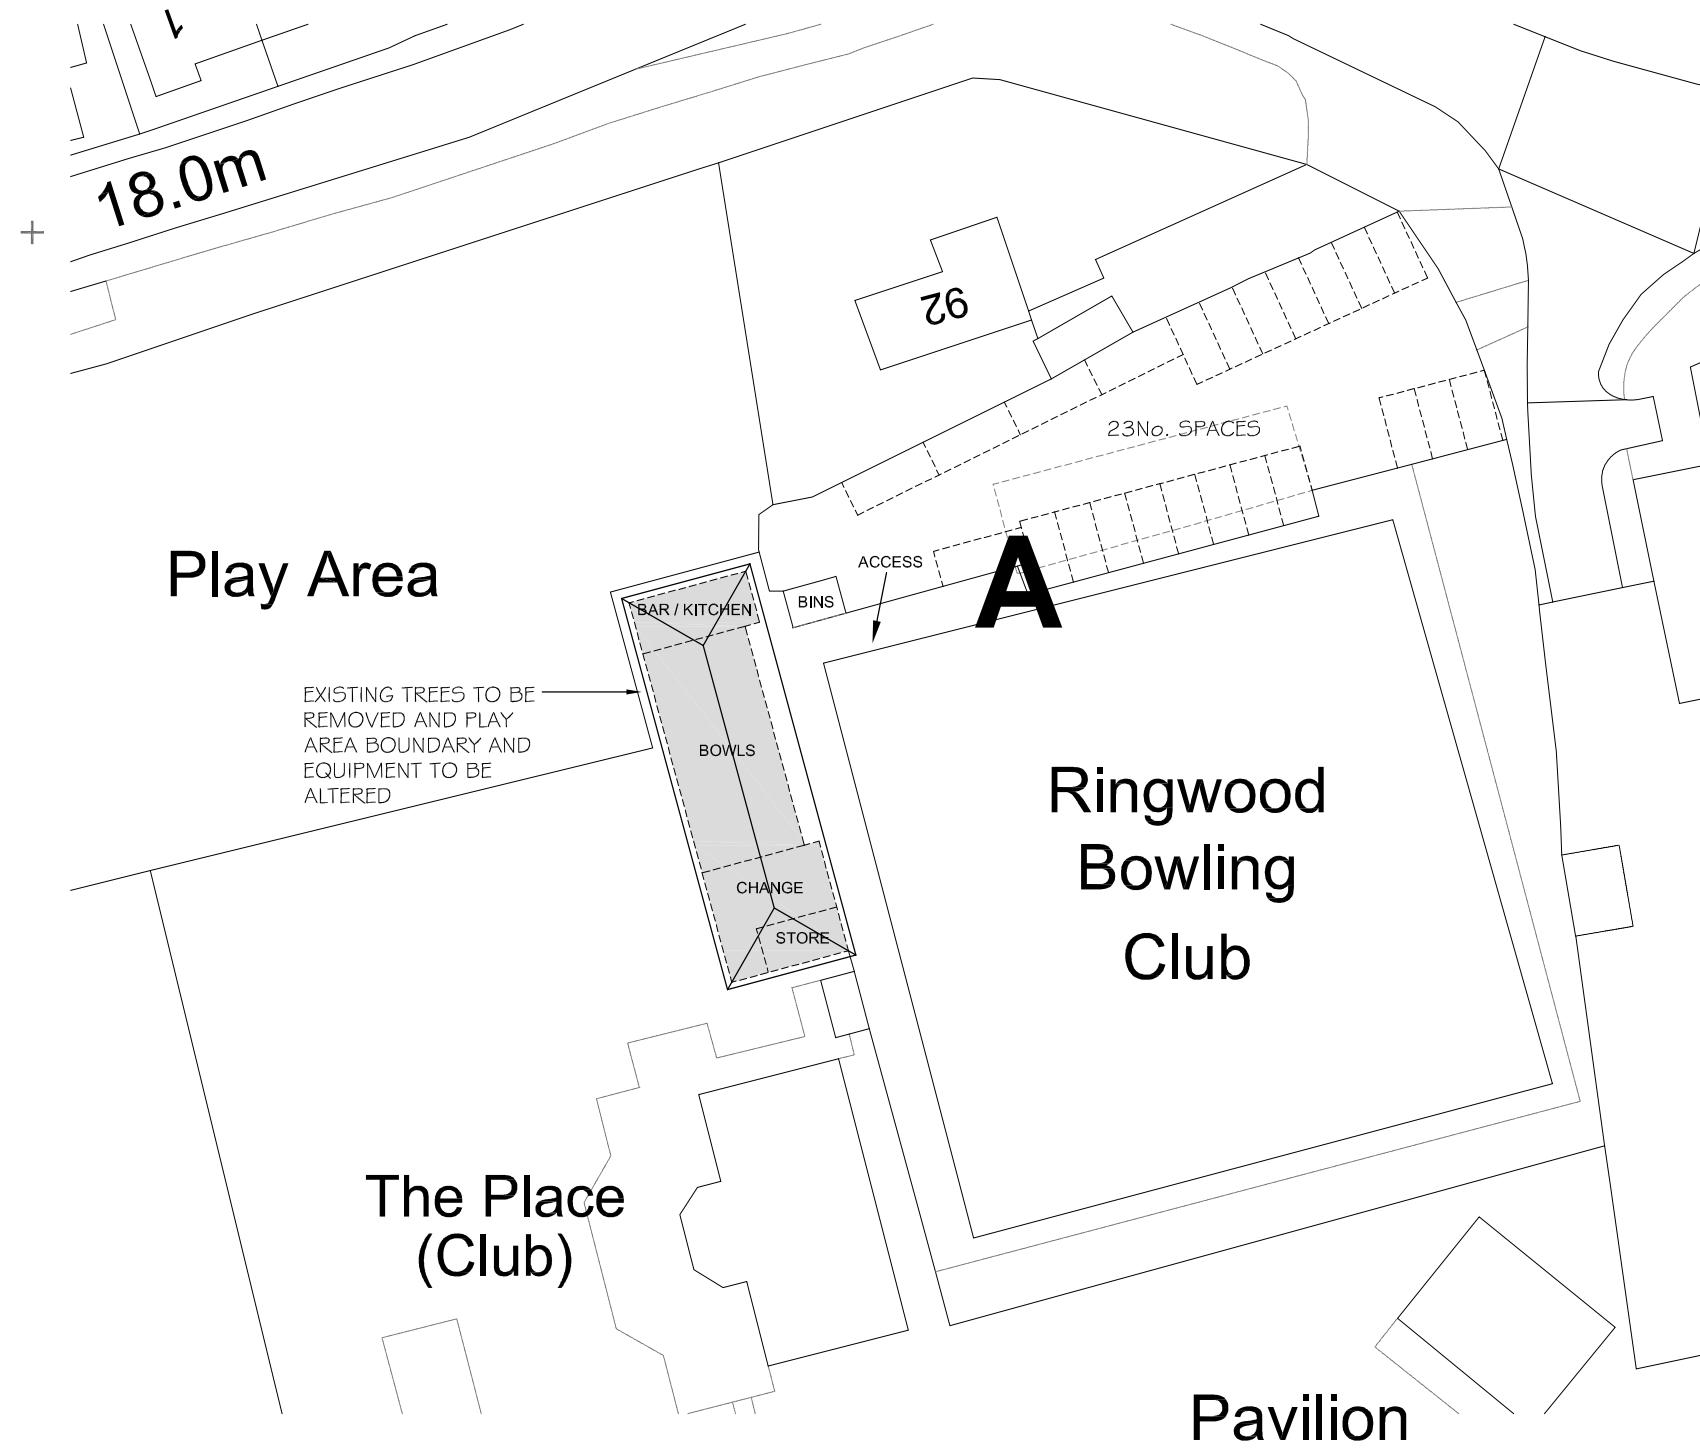 1
18.0m
92
23No. SPACES
Play Area
ACCESS
A
BINS
BAR / KITCHEN
EXISTING TREES TO BE
REMOVED AND PLAY
AREA BOUNDARY AND
EQUIPMENT TO BE
ALTERED
BOWLS
Ringwood
Bowling
Club
CHANGE
STORE
The Place
(Club)
Pavilion